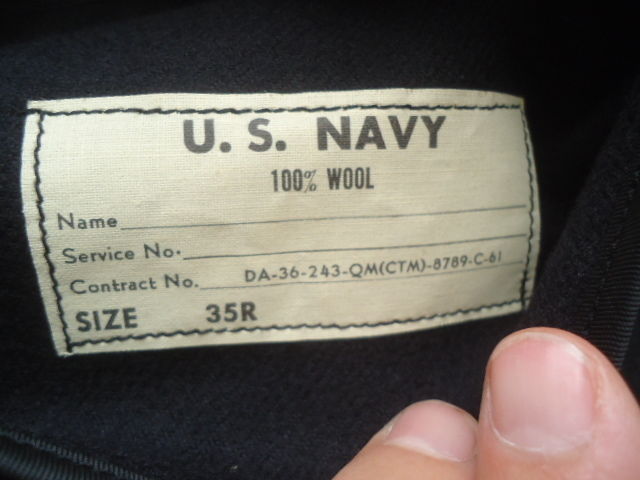 U. S. NAVY
100% WOOL
Name
Service No.
Contract No. DA-36-243-QM(CTM)-8789-C-61
SIZE 35R